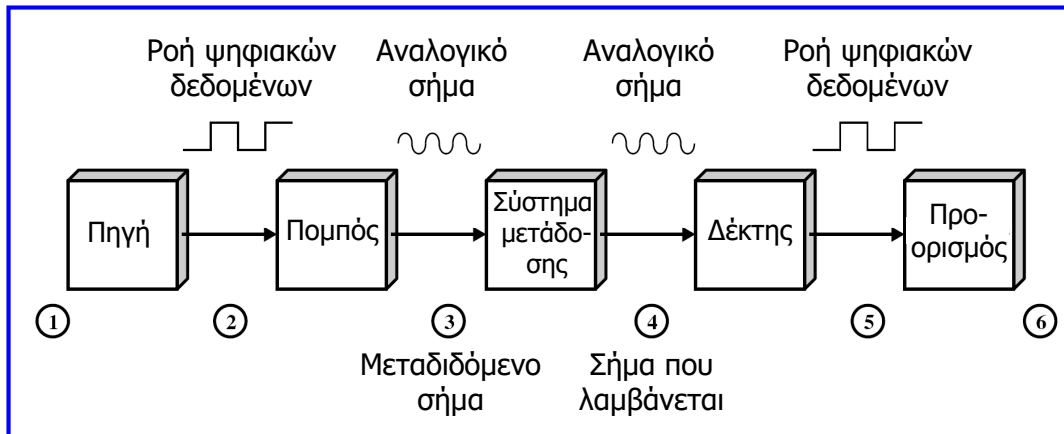 Ροή ψηφιακών
δεδομένων
Αναλογικό
σήμα
Αναλογικό
σήμα
Ροή ψηφιακών
δεδομένων
Πηγή
Πομπός
Σύστημα
μετάδο-
σης
Δέκτης
Προ-
ορισμός
1
2
3
4
5
6
Μεταδιδόμενο
σήμα
Σήμα που
λαμβάνεται